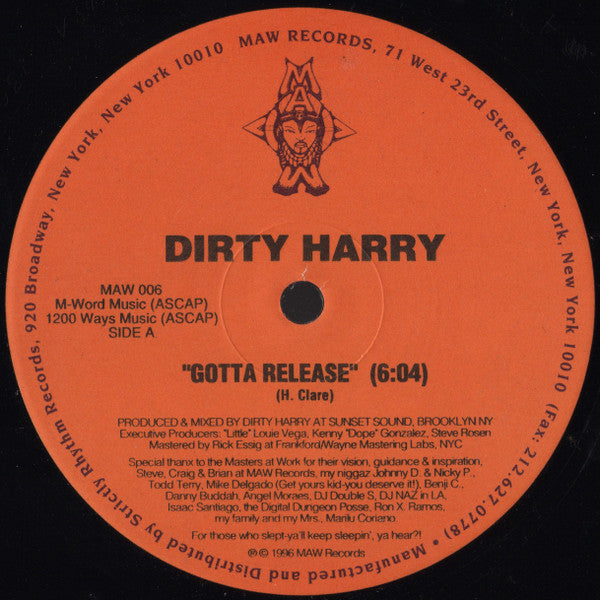 MAW RECORDS, 71 West 23rd Street, New York, New York 10010 (Fax: 212.627.0778) • Manufactured and Distributed by Strictly Rhythm Records, 920 Broadway, New York, New York 10010
MAW
DIRTY HARRY
MAW 006
M-Word Music (ASCAP)
1200 Ways Music (ASCAP)
SIDE A
"GOTTA RELEASE" (6:04)
(H. Clare)
PRODUCED & MIXED BY DIRTY HARRY AT SUNSET SOUND, BROOKLYN NY
Executive Producers: "Little" Louie Vega, Kenny "Dope" Gonzalez, Steve Rosen
Mastered by Rick Essig at Frankford/Wayne Mastering Labs, NYC
Special thanx to the Masters at Work for their vision, guidance & inspiration,
Steve, Craig & Brian at MAW Records, my niggaz Johnny D. & Nicky P.,
Todd Terry, Mike Delgado (Get yours kid-you deserve it!), Benji C.,
Danny Buddah, Angel Moraes, DJ Double S, DJ NAZ in LA,
Isaac Santiago, the Digital Dungeon Posse, Ron X. Ramos,
my family and my Mrs., Marilu Coriano
For those who slept-ya'll keep sleepin', ya hear?!
℗ © 1996 MAW Records